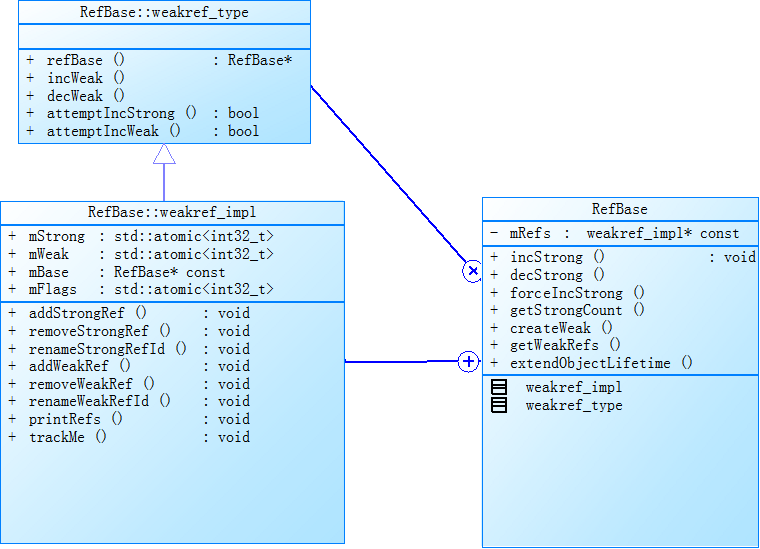 RefBase::weakref_type
+ refBase () : RefBase*
+ incWeak ()
+ decWeak ()
+ attemptIncStrong () : bool
+ attemptIncWeak () : bool
RefBase::weakref_impl
+ mStrong : std::atomic<int32_t>
+ mWeak : std::atomic<int32_t>
+ mBase : RefBase* const
+ mFlags : std::atomic<int32_t>
+ addStrongRef () : void
+ removeStrongRef () : void
+ renameStrongRefId () : void
+ addWeakRef () : void
+ removeWeakRef () : void
+ renameWeakRefId () : void
+ printRefs () : void
+ trackMe () : void
RefBase
- mRefs : weakref_impl* const
+ incStrong () : void
+ decStrong ()
+ forceIncStrong ()
+ getStrongCount ()
+ createWeak ()
+ getWeakRefs ()
+ extendObjectLifetime ()
weakref_impl
weakref_type